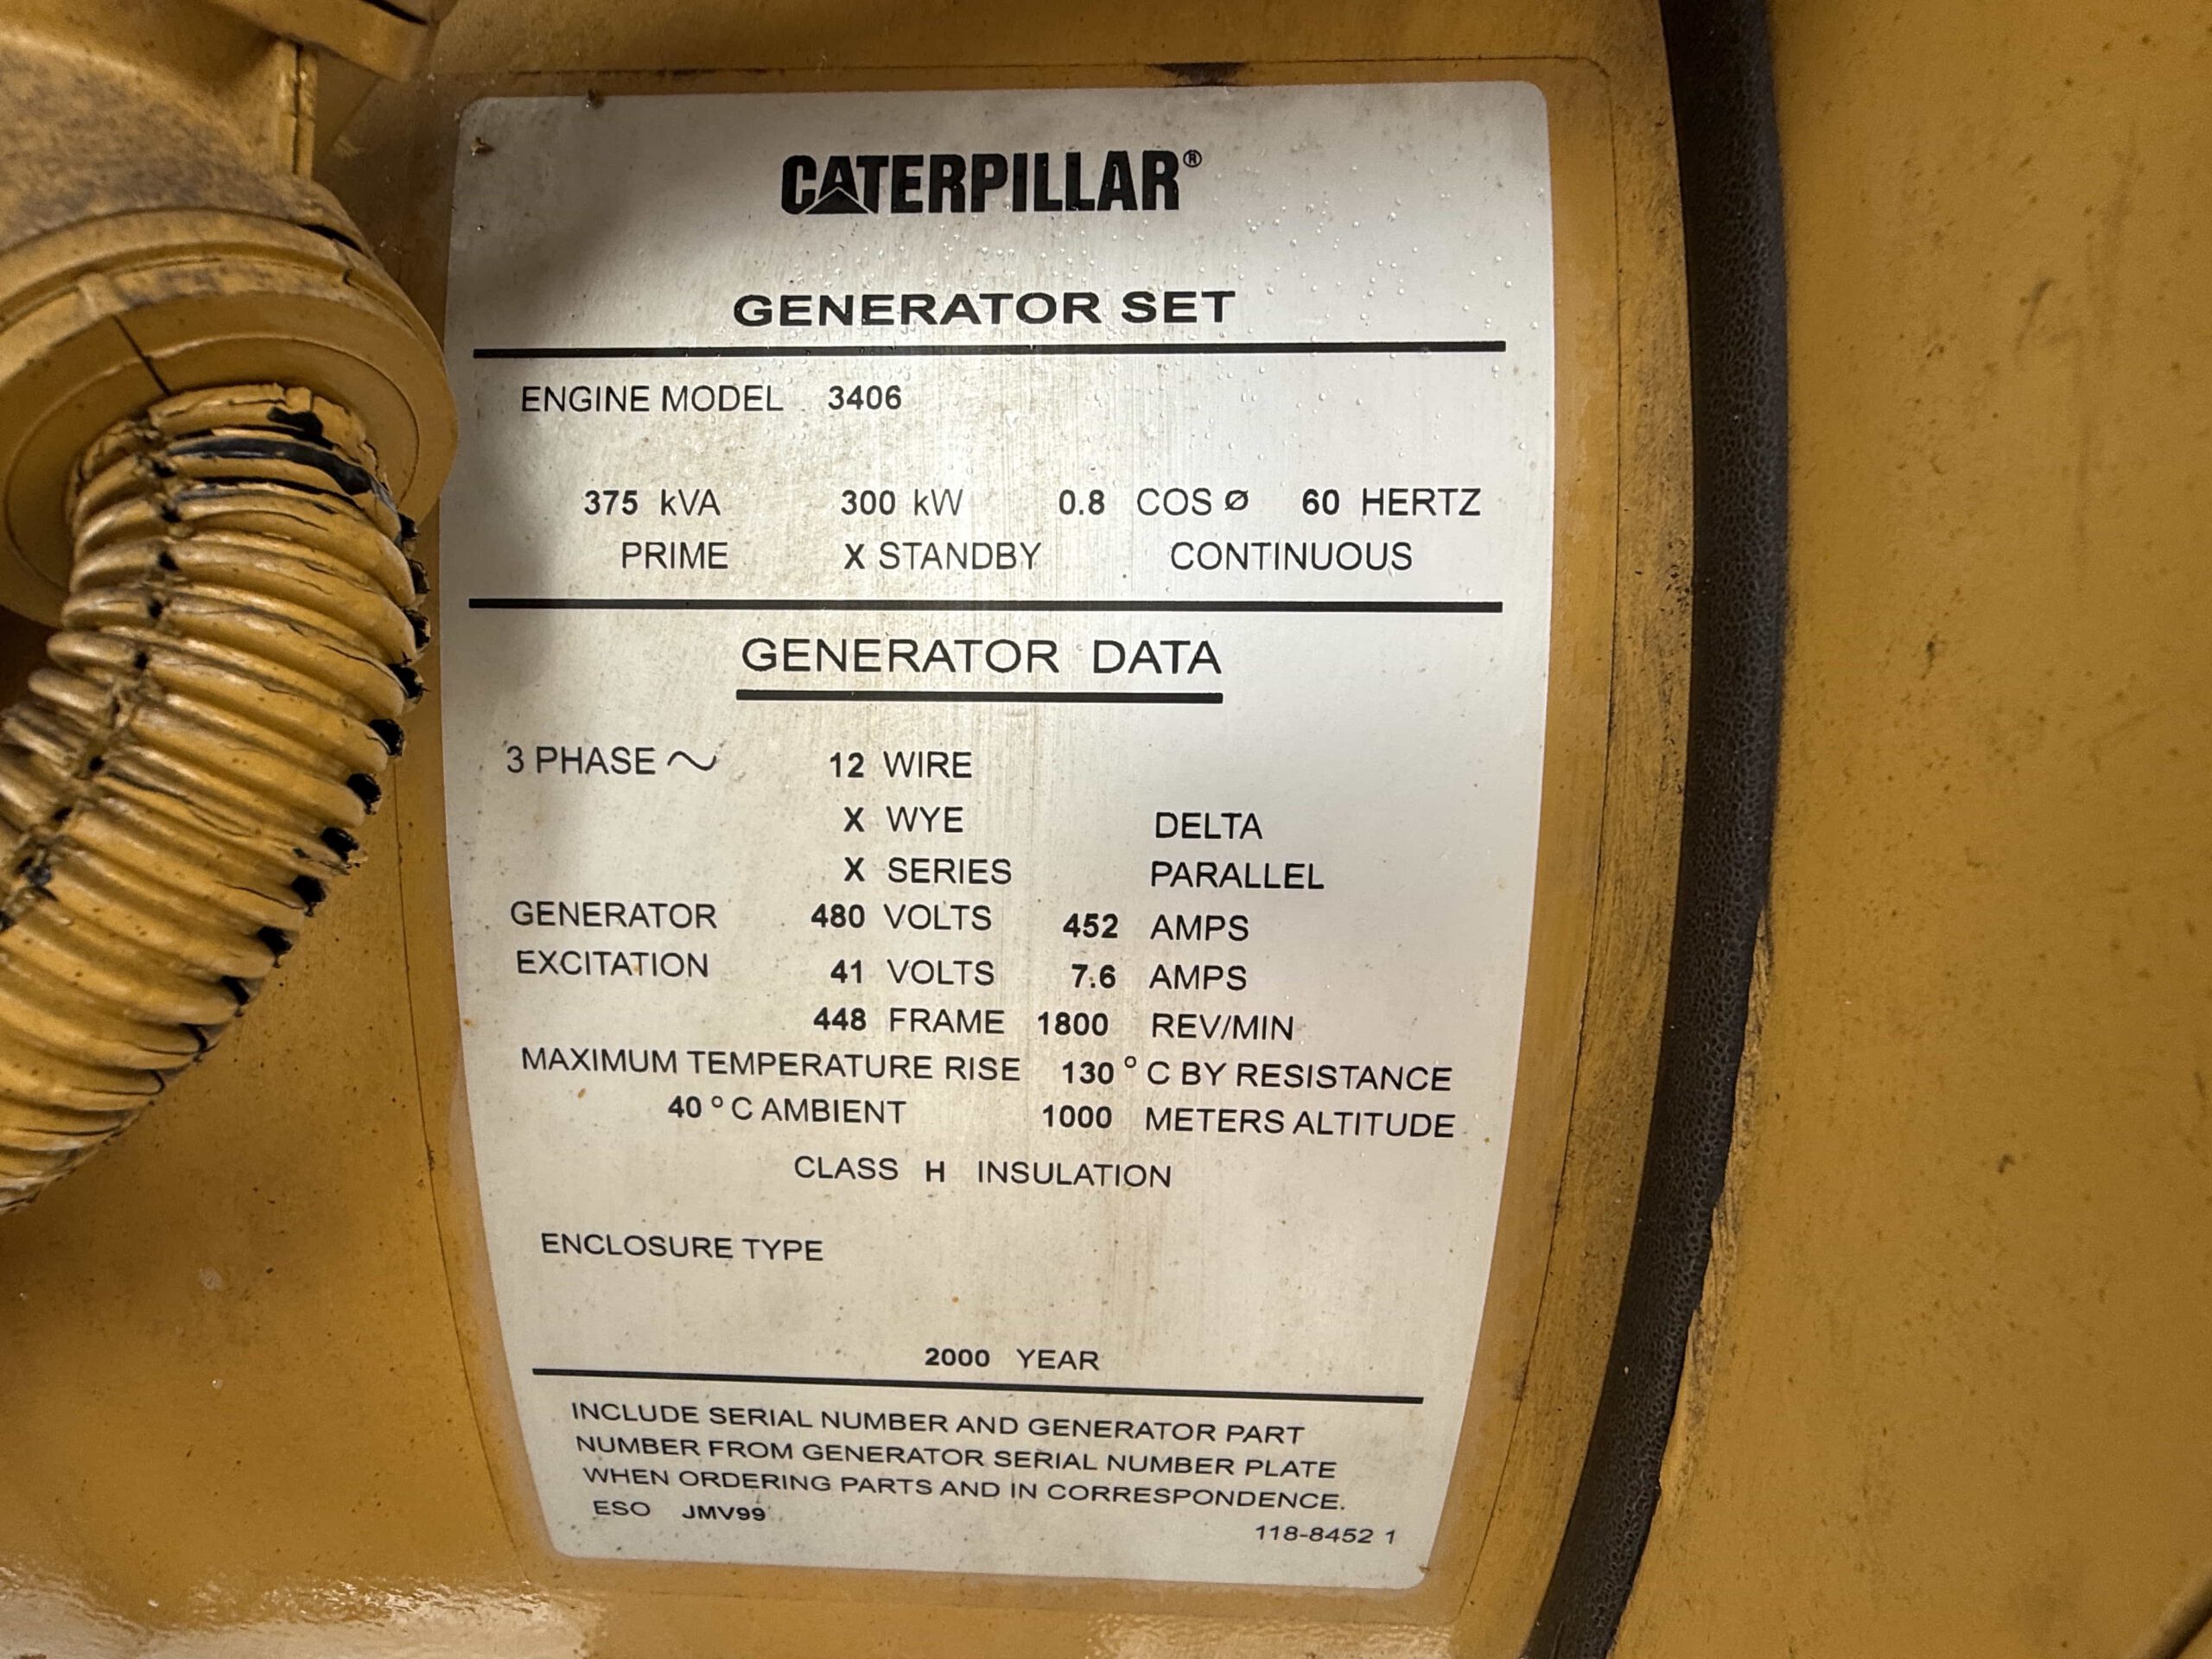 CATERPILLAR®
GENERATOR SET
ENGINE MODEL 3406
375 kVA 300 kW 0.8 COS Ø 60 HERTZ
PRIME X STANDBY CONTINUOUS
GENERATOR DATA
3 PHASE ~ 12 WIRE
X WYE DELTA
X SERIES PARALLEL
GENERATOR 480 VOLTS 452 AMPS
EXCITATION 41 VOLTS 7.6 AMPS
448 FRAME 1800 REV/MIN
MAXIMUM TEMPERATURE RISE 130 ° C BY RESISTANCE
40 ° C AMBIENT 1000 METERS ALTITUDE
CLASS H INSULATION
ENCLOSURE TYPE
2000 YEAR
INCLUDE SERIAL NUMBER AND GENERATOR PART
NUMBER FROM GENERATOR SERIAL NUMBER PLATE
WHEN ORDERING PARTS AND IN CORRESPONDENCE.
ESO JMV99
118-8452 1